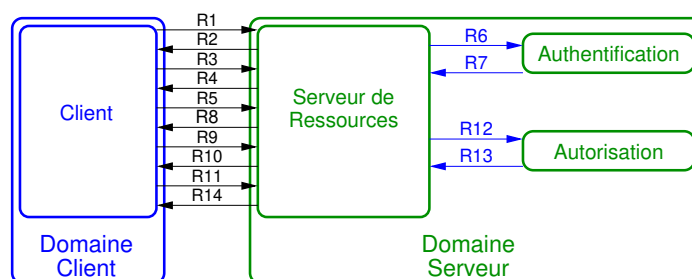 R1
R2
R3
R4
R5
R8
R9
R10
R11
R14
Client
Serveur de
Ressources
R6
R7
R12
R13
Authentification
Autorisation
Domaine
Client
Domaine
Serveur